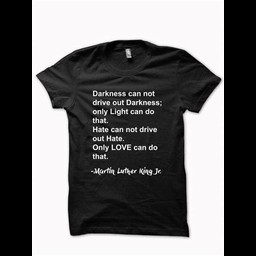 Darkness can not
drive out Darkness;
only Light can do
that.
Hate can not drive
out Hate.
Only LOVE can do
that.
-Martin Luther King Jr.